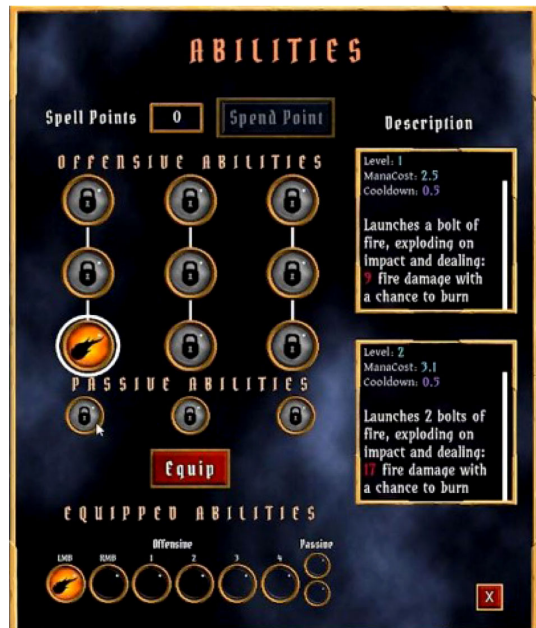 ABILITIES
Spell Points 0 Spend Point
Description
OFFENSIVE ABILITIES
Level: 1
ManaCost: 2.5
Cooldown: 0.5
Launches a bolt of
fire, exploding on
impact and dealing:
9 fire damage with
a chance to burn
Level: 2
ManaCost: 3.1
Cooldown: 0.5
Launches 2 bolts of
fire, exploding on
impact and dealing:
17 fire damage with
a chance to burn
PASSIVE ABILITIES
Equip
EQUIPPED ABILITIES
Offensive Passive
LMB RMB 1 2 3 4
X